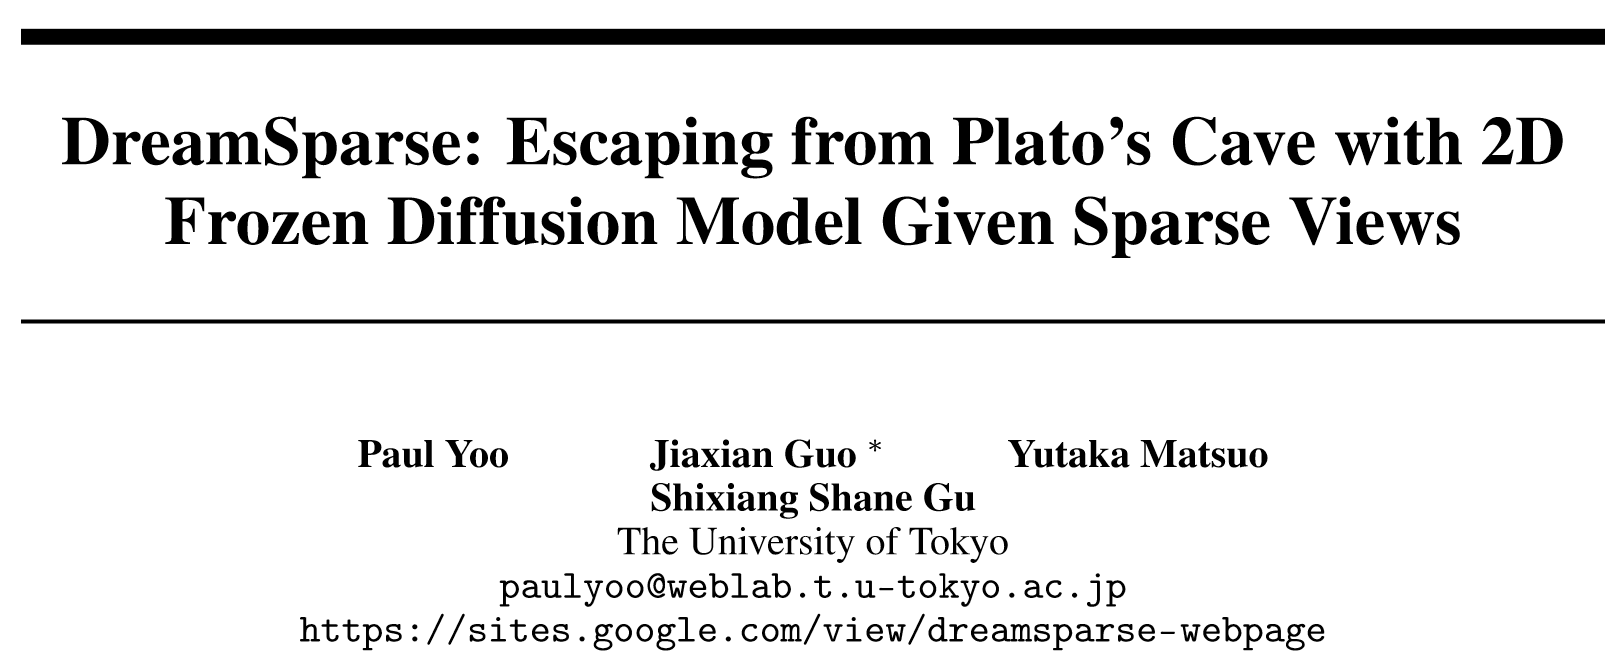 DreamSparse: Escaping from Plato’s Cave with 2D
Frozen Diffusion Model Given Sparse Views
Paul Yoo Jiaxian Guo * Yutaka Matsuo
Shixiang Shane Gu
The University of Tokyo
paulyoo@weblab.t.u-tokyo.ac.jp
https://sites.google.com/view/dreamsparse-webpage